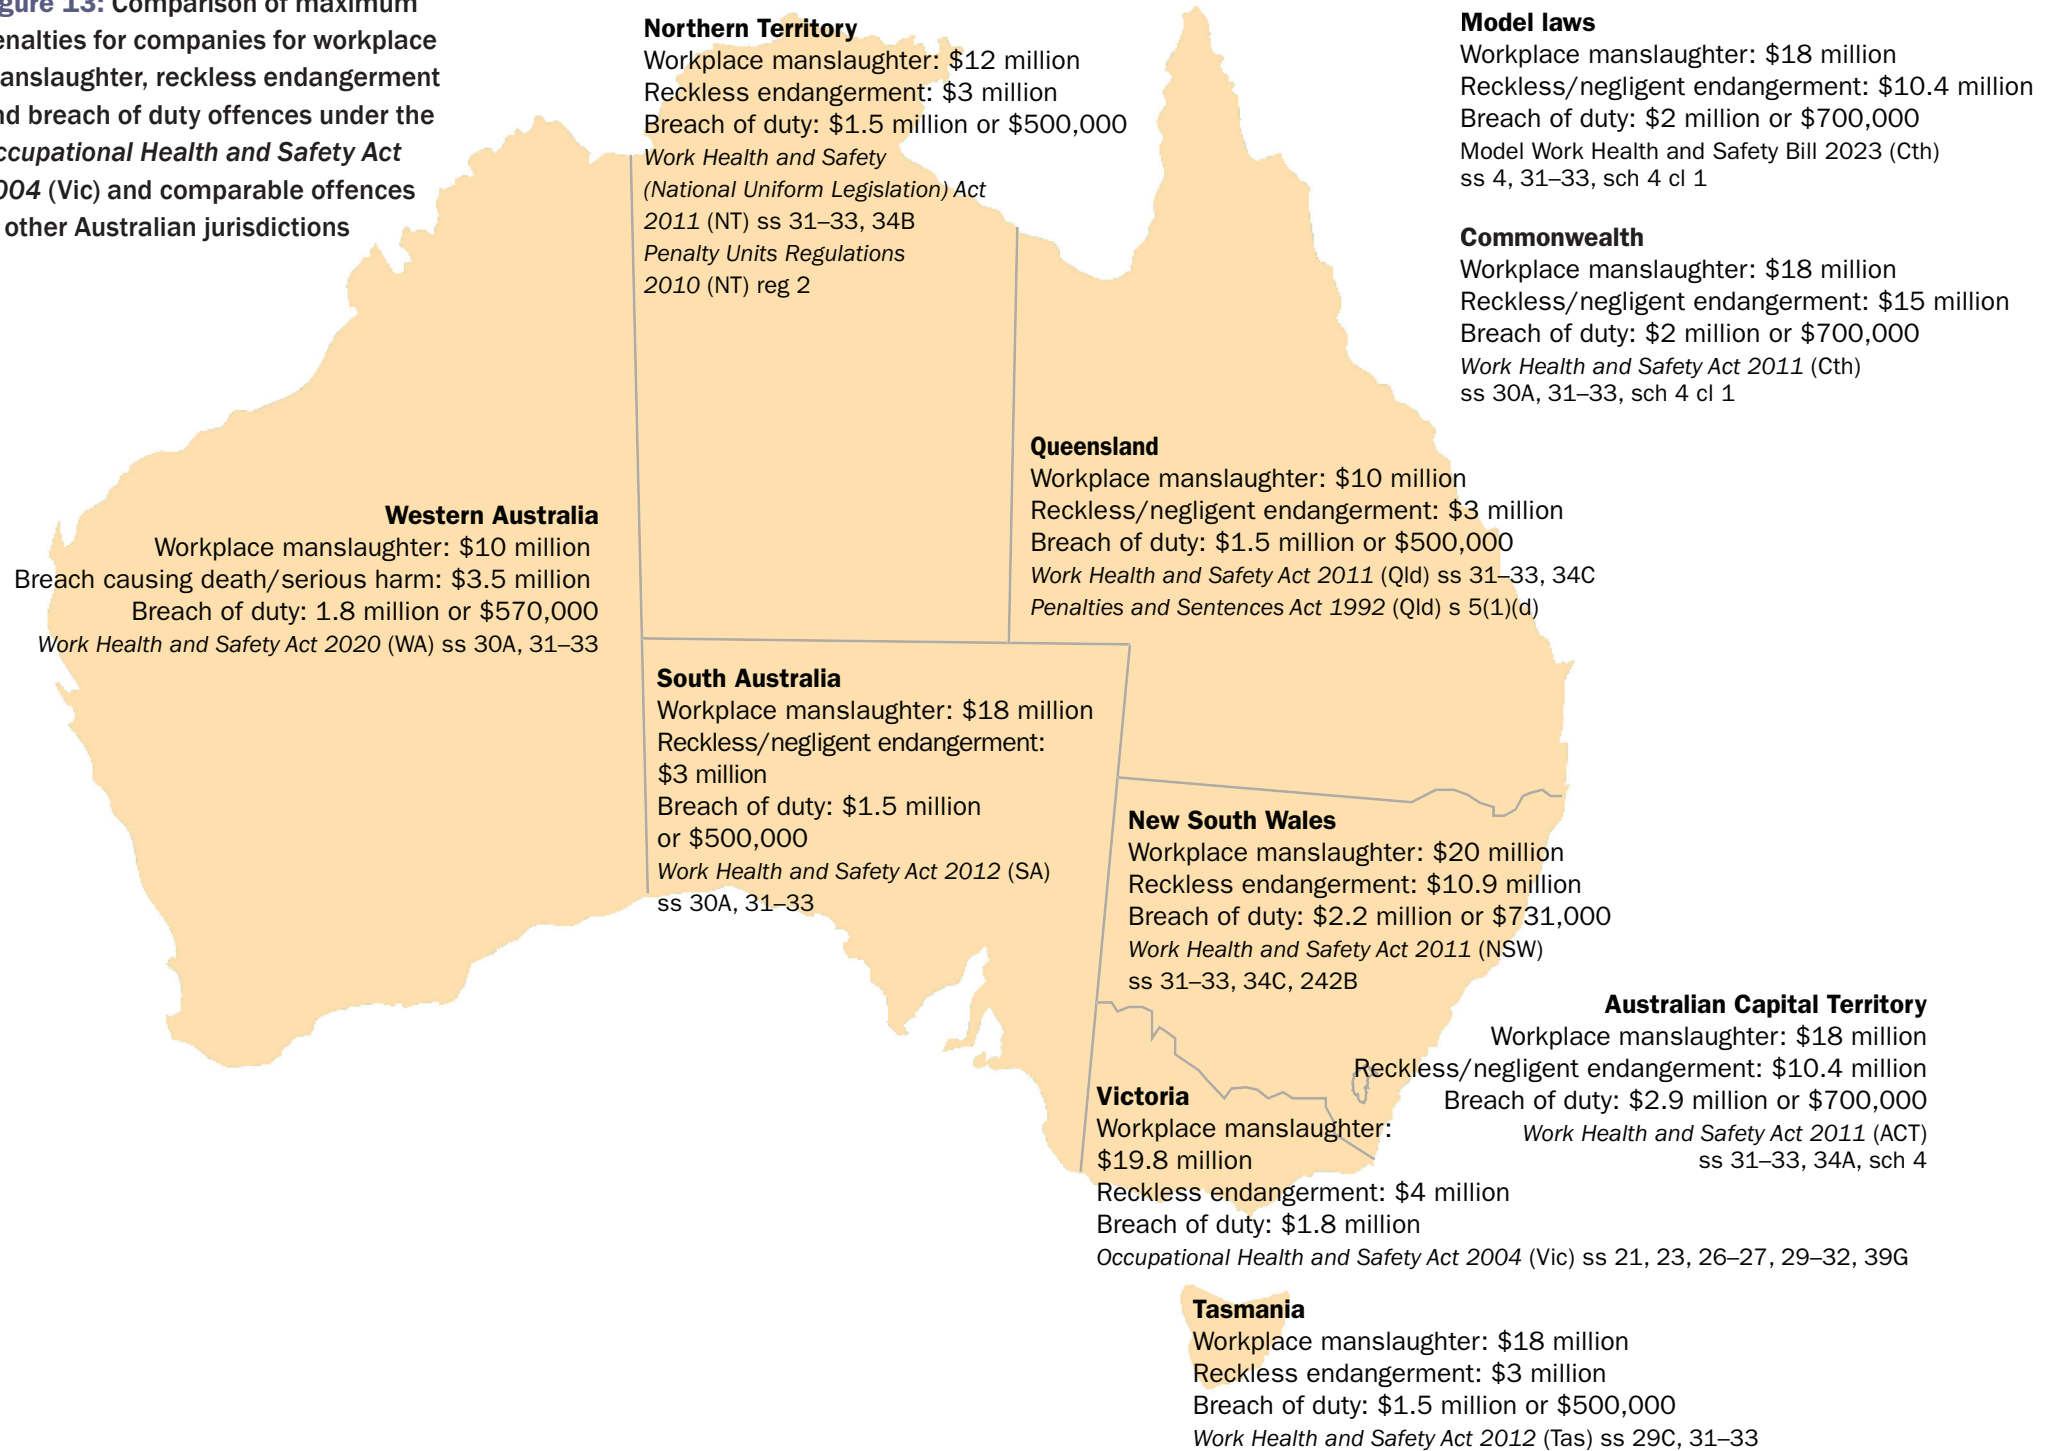 gure 13: Comparison of maximum
enalties for companies for workplace
anslaughter, reckless endangerment
nd breach of duty offences under the
ccupational Health and Safety Act
004 (Vic) and comparable offences
other Australian jurisdictions
Northern Territory
Workplace manslaughter: $12 million
Reckless endangerment: $3 million
Breach of duty: $1.5 million or $500,000
Work Health and Safety
(National Uniform Legislation) Act
2011 (NT) ss 31–33, 34B
Penalty Units Regulations
2010 (NT) reg 2
Model laws
Workplace manslaughter: $18 million
Reckless/negligent endangerment: $10.4 million
Breach of duty: $2 million or $700,000
Model Work Health and Safety Bill 2023 (Cth)
ss 4, 31–33, sch 4 cl 1
Commonwealth
Workplace manslaughter: $18 million
Reckless/negligent endangerment: $15 million
Breach of duty: $2 million or $700,000
Work Health and Safety Act 2011 (Cth)
ss 30A, 31–33, sch 4 cl 1
Queensland
Workplace manslaughter: $10 million
Reckless/negligent endangerment: $3 million
Breach of duty: $1.5 million or $500,000
Work Health and Safety Act 2011 (Qld) ss 31–33, 34C
Penalties and Sentences Act 1992 (Qld) s 5(1)(d)
Western Australia
Workplace manslaughter: $10 million
Breach causing death/serious harm: $3.5 million
Breach of duty: 1.8 million or $570,000
Work Health and Safety Act 2020 (WA) ss 30A, 31–33
South Australia
Workplace manslaughter: $18 million
Reckless/negligent endangerment:
$3 million
Breach of duty: $1.5 million
or $500,000
Work Health and Safety Act 2012 (SA)
ss 30A, 31–33
New South Wales
Workplace manslaughter: $20 million
Reckless endangerment: $10.9 million
Breach of duty: $2.2 million or $731,000
Work Health and Safety Act 2011 (NSW)
ss 31–33, 34C, 242B
Australian Capital Territory
Workplace manslaughter: $18 million
Reckless/negligent endangerment: $10.4 million
Breach of duty: $2.9 million or $700,000
Work Health and Safety Act 2011 (ACT)
ss 31–33, 34A, sch 4
Victoria
Workplace manslaughter:
$19.8 million
Reckless endangerment: $4 million
Breach of duty: $1.8 million
Occupational Health and Safety Act 2004 (Vic) ss 21, 23, 26–27, 29–32, 39G
Tasmania
Workplace manslaughter: $18 million
Reckless endangerment: $3 million
Breach of duty: $1.5 million or $500,000
Work Health and Safety Act 2012 (Tas) ss 29C, 31–33